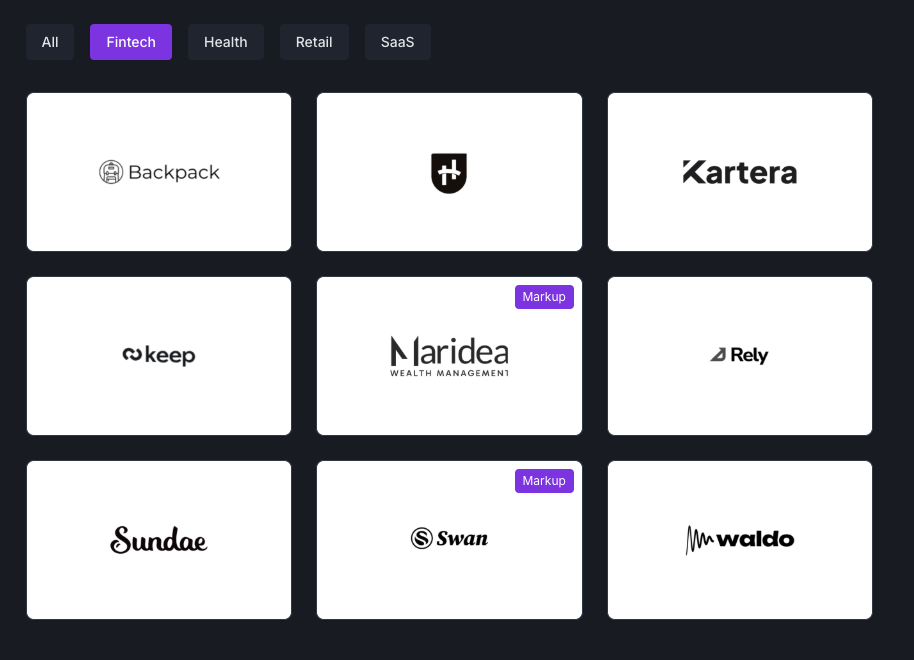 All
Fintech
Health
Retail
SaaS
Backpack
H
Kartera
keep
Markup
Maridea
WEALTH MANAGEMENT
Rely
Sundae
Markup
S Swan
waldo